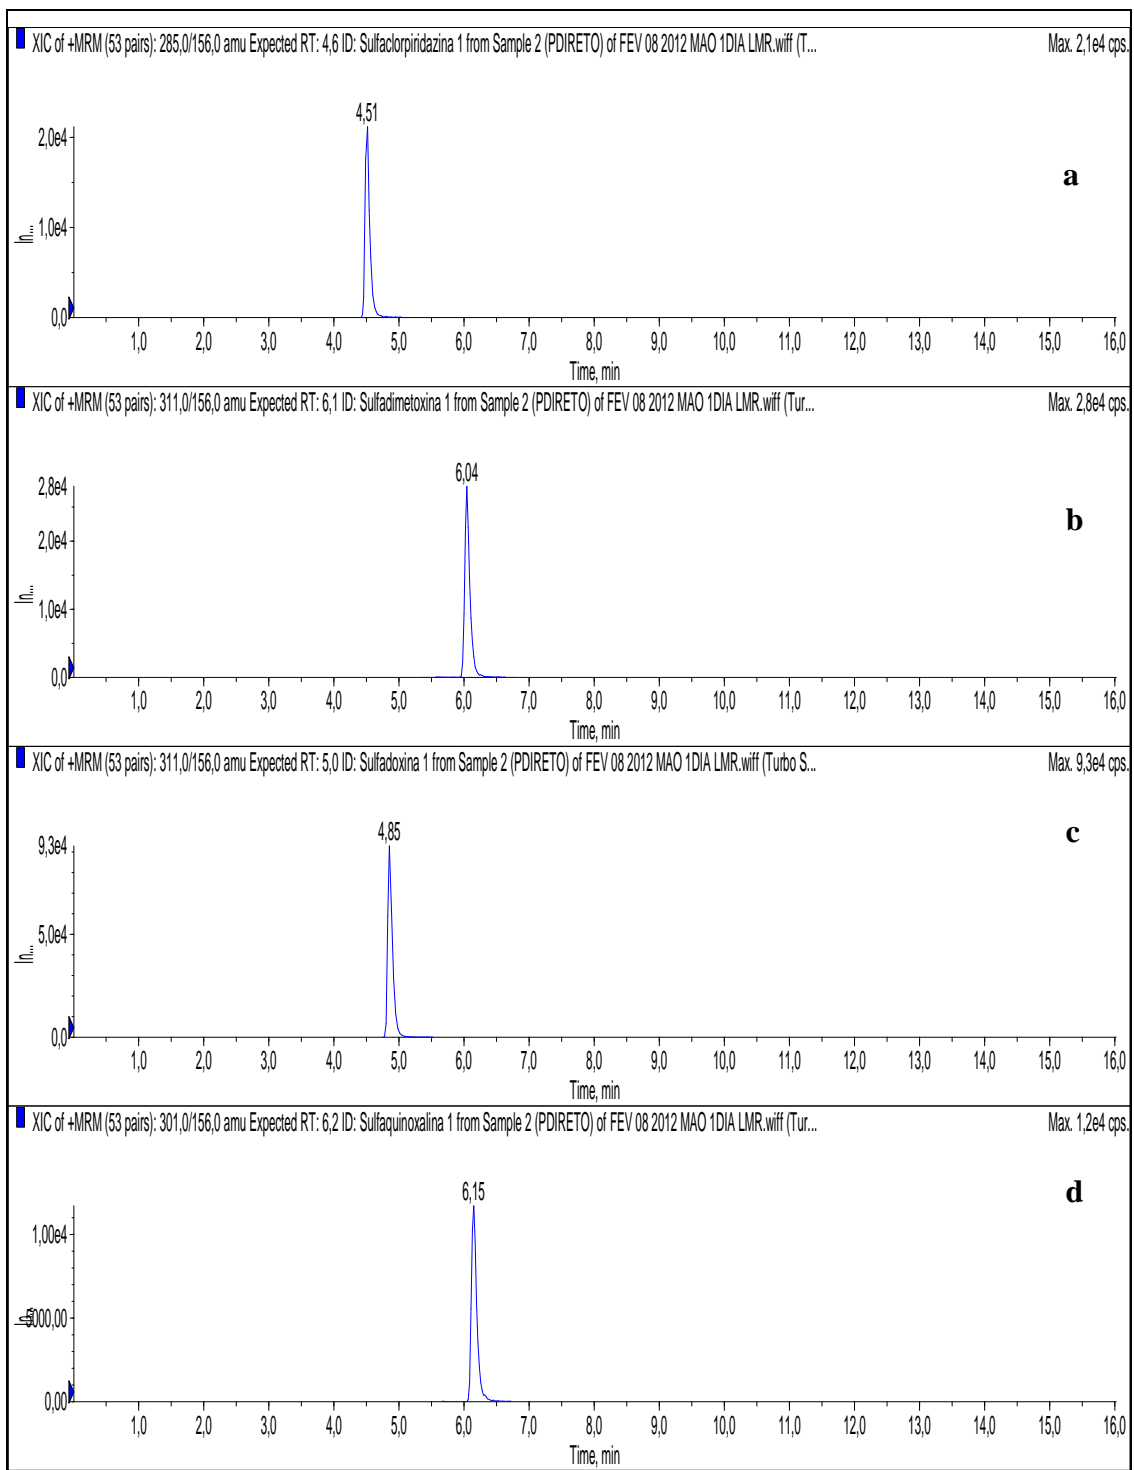 XIC of +MRM (53 pairs): 285,0/156,0 amu Expected RT: 4,6 ID: Sulfaclorpiridazina 1 from Sample 2 (PDIRETO) of FEV 08 2012 MAO 1DIA LMR.wiff (T... Max. 2,1e4 cps.
4,51
2,0e4
a
In...
1,0e4
0,0
1,0 2,0 3,0 4,0 5,0 6,0 7,0 8,0 9,0 10,0 11,0 12,0 13,0 14,0 15,0 16,0
Time, min
XIC of +MRM (53 pairs): 311,0/156,0 amu Expected RT: 6,1 ID: Sulfadimetoxina 1 from Sample 2 (PDIRETO) of FEV 08 2012 MAO 1DIA LMR.wiff (Tur... Max. 2,8e4 cps.
6,04
2,8e4
b
2,0e4
In...
1,0e4
0,0
1,0 2,0 3,0 4,0 5,0 6,0 7,0 8,0 9,0 10,0 11,0 12,0 13,0 14,0 15,0 16,0
Time, min
XIC of +MRM (53 pairs): 311,0/156,0 amu Expected RT: 5,0 ID: Sulfadoxina 1 from Sample 2 (PDIRETO) of FEV 08 2012 MAO 1DIA LMR.wiff (Turbo S... Max. 9,3e4 cps.
4,85
9,3e4
c
5,0e4
In...
0,0
1,0 2,0 3,0 4,0 5,0 6,0 7,0 8,0 9,0 10,0 11,0 12,0 13,0 14,0 15,0 16,0
Time, min
XIC of +MRM (53 pairs): 301,0/156,0 amu Expected RT: 6,2 ID: Sulfaquinoxalina 1 from Sample 2 (PDIRETO) of FEV 08 2012 MAO 1DIA LMR.wiff (Tur... Max. 1,2e4 cps.
6,15
d
1,00e4
In...
0,00
1,0 2,0 3,0 4,0 5,0 6,0 7,0 8,0 9,0 10,0 11,0 12,0 13,0 14,0 15,0 16,0
Time, min